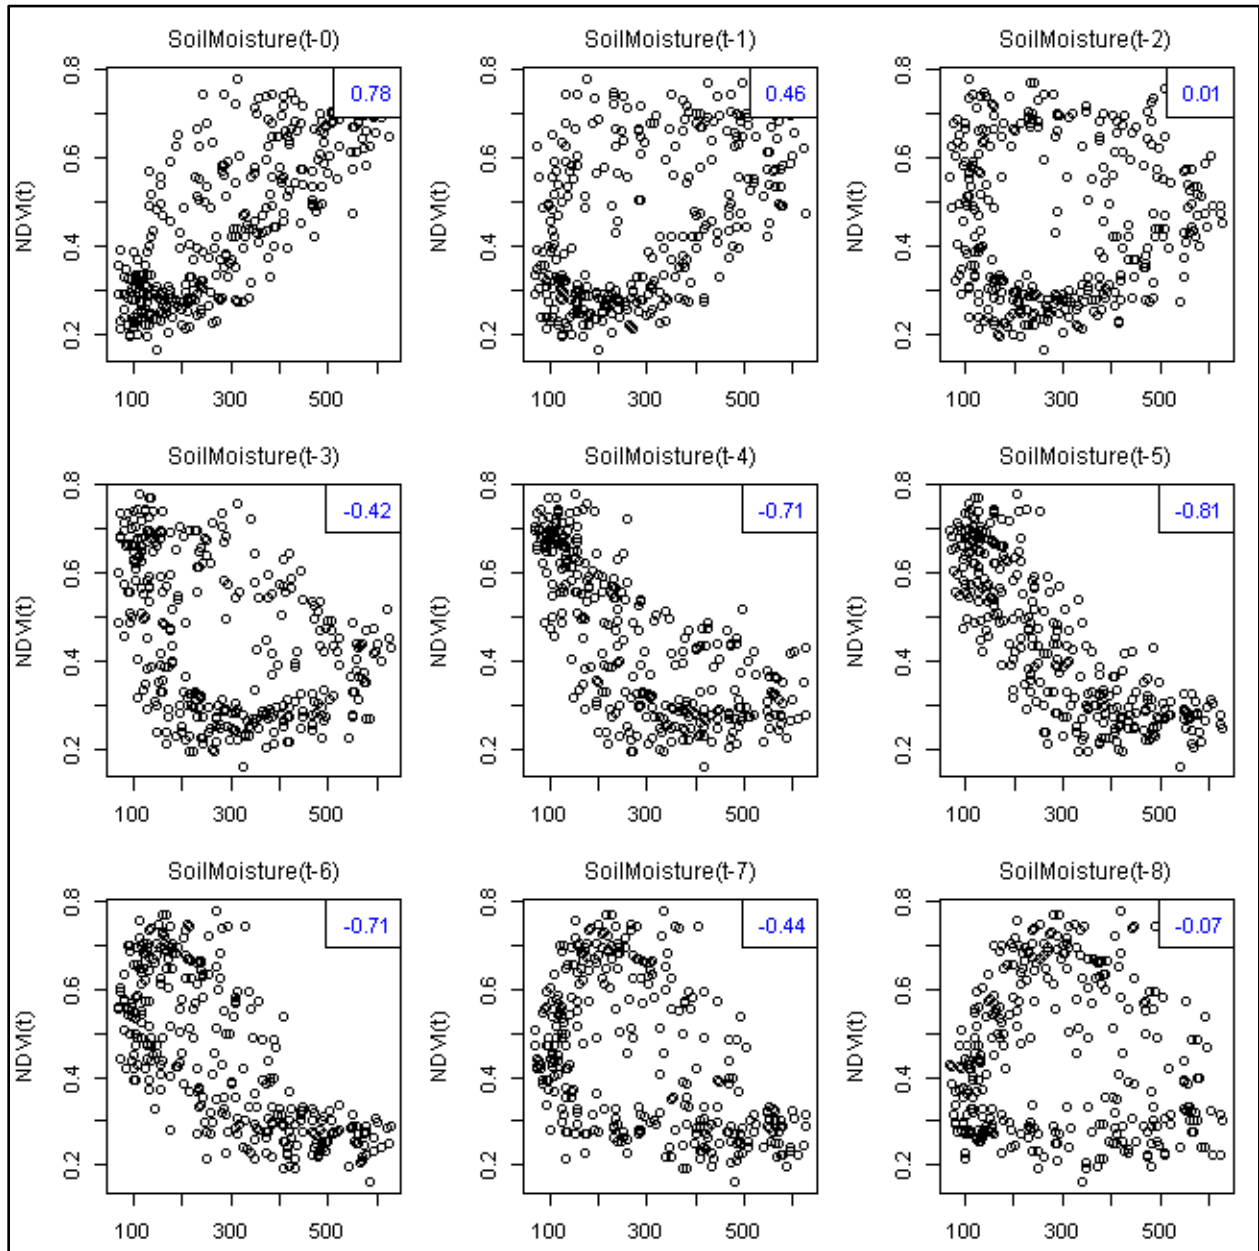 SoilMoisture(t-0) SoilMoisture(t-1) SoilMoisture(t-2)
0.8 0.8 0.8
0.78 0.46 0.01
0.6 0.6 0.6
NDVI(t) NDVI(t) NDVI(t)
0.4 0.4 0.4
0.2 0.2 0.2
100 300 500 100 300 500 100 300 500
SoilMoisture(t-3) SoilMoisture(t-4) SoilMoisture(t-5)
0.8 0.8 0.8
-0.42 -0.71 -0.81
0.6 0.6 0.6
NDVI(t) NDVI(t) NDVI(t)
0.4 0.4 0.4
0.2 0.2 0.2
100 300 500 100 300 500 100 300 500
SoilMoisture(t-6) SoilMoisture(t-7) SoilMoisture(t-8)
0.8 0.8 0.8
-0.71 -0.44 -0.07
0.6 0.6 0.6
NDVI(t) NDVI(t) NDVI(t)
0.4 0.4 0.4
0.2 0.2 0.2
100 300 500 100 300 500 100 300 500